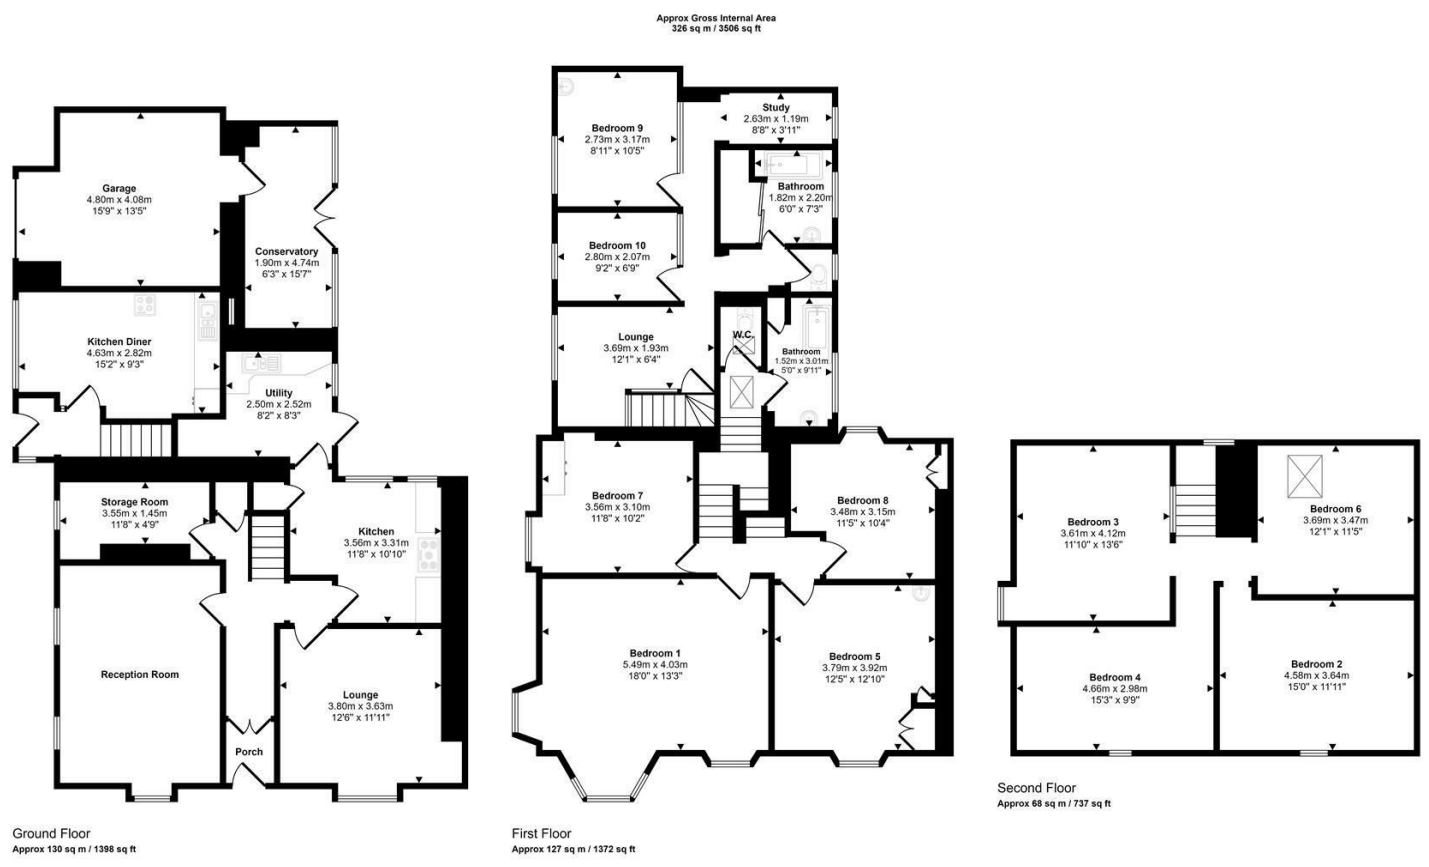 Approx Gross Internal Area
326 sq m / 3506 sq ft
Garage
4.80m x 4.08m
15'9" x 13'5"
Conservatory
1.90m x 4.74m
6'3" x 15'7"
Kitchen Diner
4.63m x 2.82m
15'2" x 9'3"
Utility
2.50m x 2.52m
8'2" x 8'3"
Storage Room
3.55m x 1.45m
11'8" x 4'9"
Kitchen
3.56m x 3.31m
11'8" x 10'10"
Reception Room
Lounge
3.80m x 3.63m
12'6" x 11'11"
Porch
Ground Floor
Approx 130 sq m / 1398 sq ft
Bedroom 9
2.73m x 3.17m
8'11" x 10'5"
Study
2.63m x 1.19m
8'8" x 3'11"
Bathroom
1.82m x 2.20m
6'0" x 7'3"
Bedroom 10
2.80m x 2.07m
9'2" x 6'9"
Lounge
3.69m x 1.93m
12'1" x 6'4"
W.C.
Bathroom
1.52m x 3.01m
5'0" x 9'11"
Bedroom 7
3.56m x 3.10m
11'8" x 10'2"
Bedroom 8
3.48m x 3.15m
11'5" x 10'4"
Bedroom 1
5.49m x 4.03m
18'0" x 13'3"
Bedroom 5
3.79m x 3.92m
12'5" x 12'10"
First Floor
Approx 127 sq m / 1372 sq ft
Bedroom 3
3.61m x 4.12m
11'10" x 13'6"
Bedroom 6
3.69m x 3.47m
12'1" x 11'5"
Bedroom 4
4.66m x 2.98m
15'3" x 9'9"
Bedroom 2
4.58m x 3.64m
15'0" x 11'11"
Second Floor
Approx 68 sq m / 737 sq ft